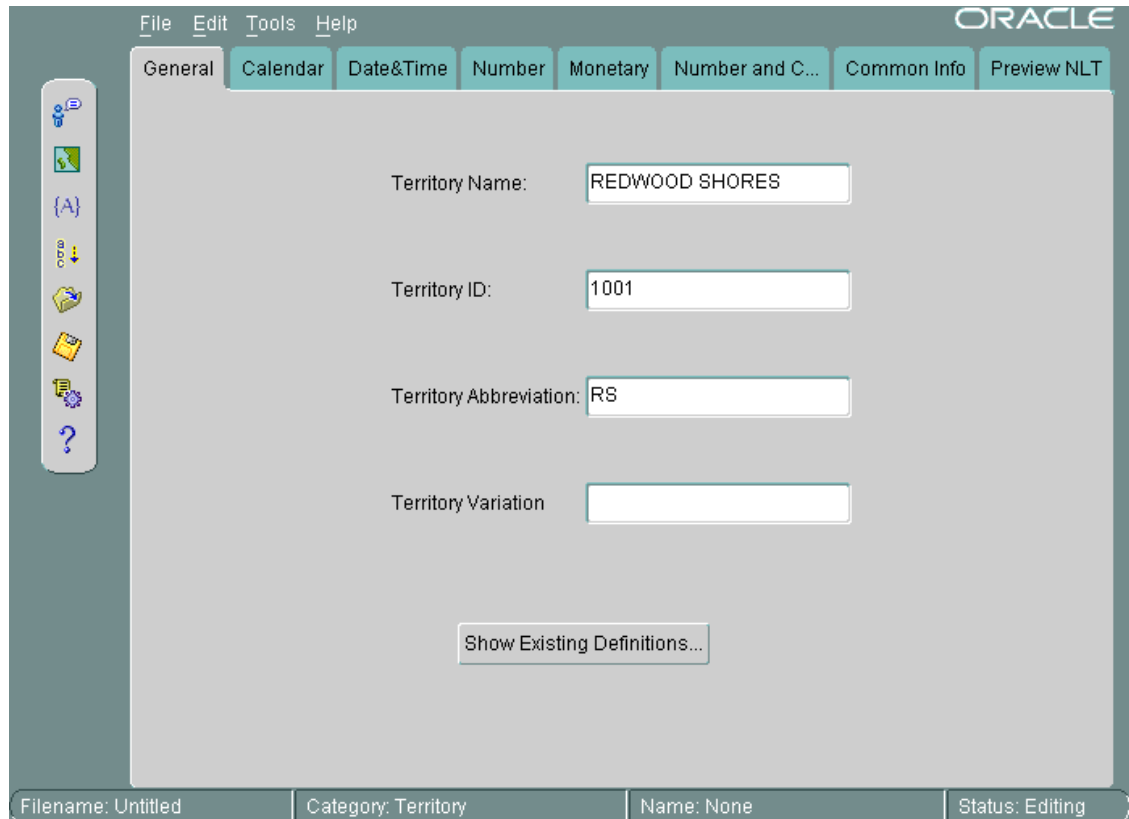 File Edit Tools Help
ORACLE
General Calendar Date&Time Number Monetary Number and C... Common Info Preview NLT
{A}
a
b
c
?
Territory Name: REDWOOD SHORES
Territory ID: 1001
Territory Abbreviation: RS
Territory Variation
Show Existing Definitions...
Filename: Untitled Category: Territory Name: None Status: Editing